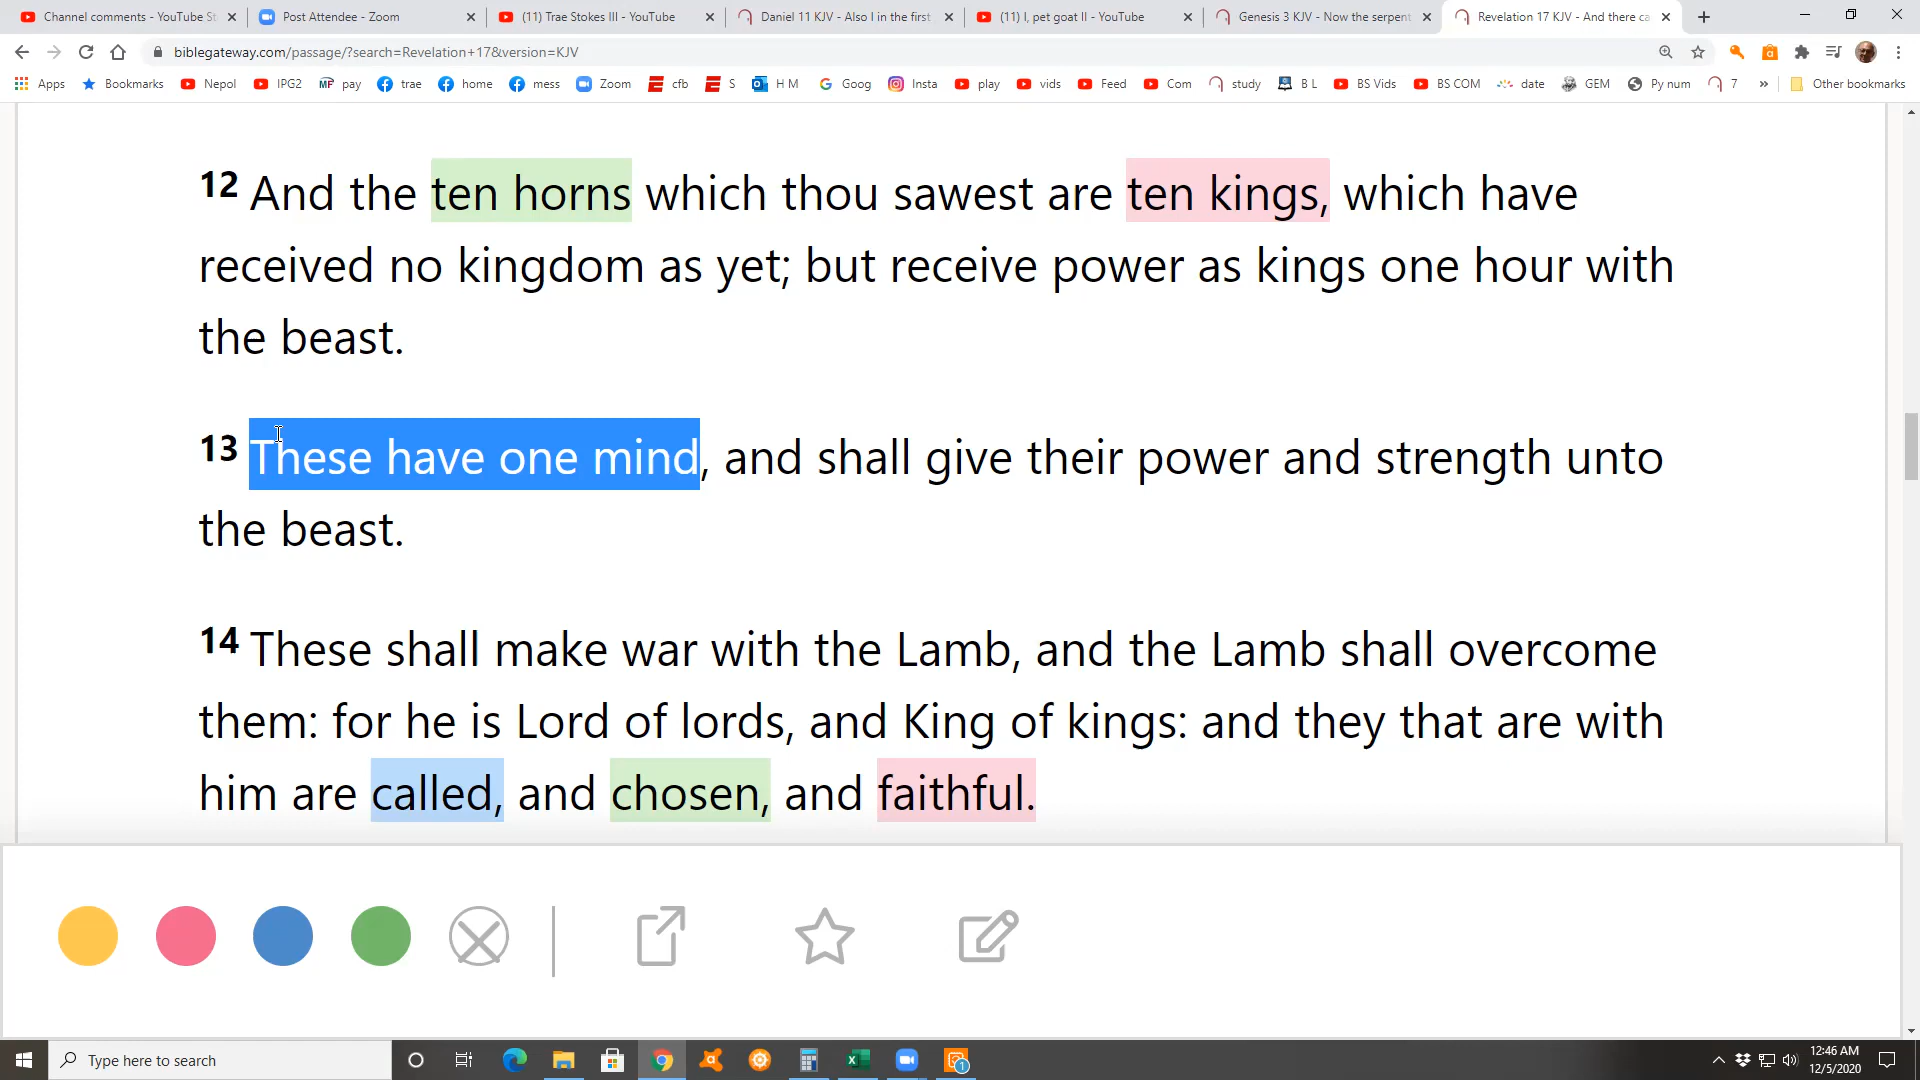 Channel comments - YouTube St
Post Attendee - Zoom
(11) Trae Stokes III - YouTube
Daniel 11 KJV - Also I in the first
(11) I, pet goat II - YouTube
Genesis 3 KJV - Now the serpent
Revelation 17 KJV - And there ca
biblegateway.com/passage/?search=Revelation+17&version=KJV
Apps Bookmarks Nepol IPG2 MF pay trae home mess Zoom cfb S H M Goog Insta play vids Feed Com study B L BS Vids BS COM date GEM Py num 7 » Other bookmarks
12 And the ten horns which thou sawest are ten kings, which have
received no kingdom as yet; but receive power as kings one hour with
the beast.
13 These have one mind, and shall give their power and strength unto
the beast.
14 These shall make war with the Lamb, and the Lamb shall overcome
them: for he is Lord of lords, and King of kings: and they that are with
him are called, and chosen, and faithful.
Type here to search
1
12:46 AM
12/5/2020